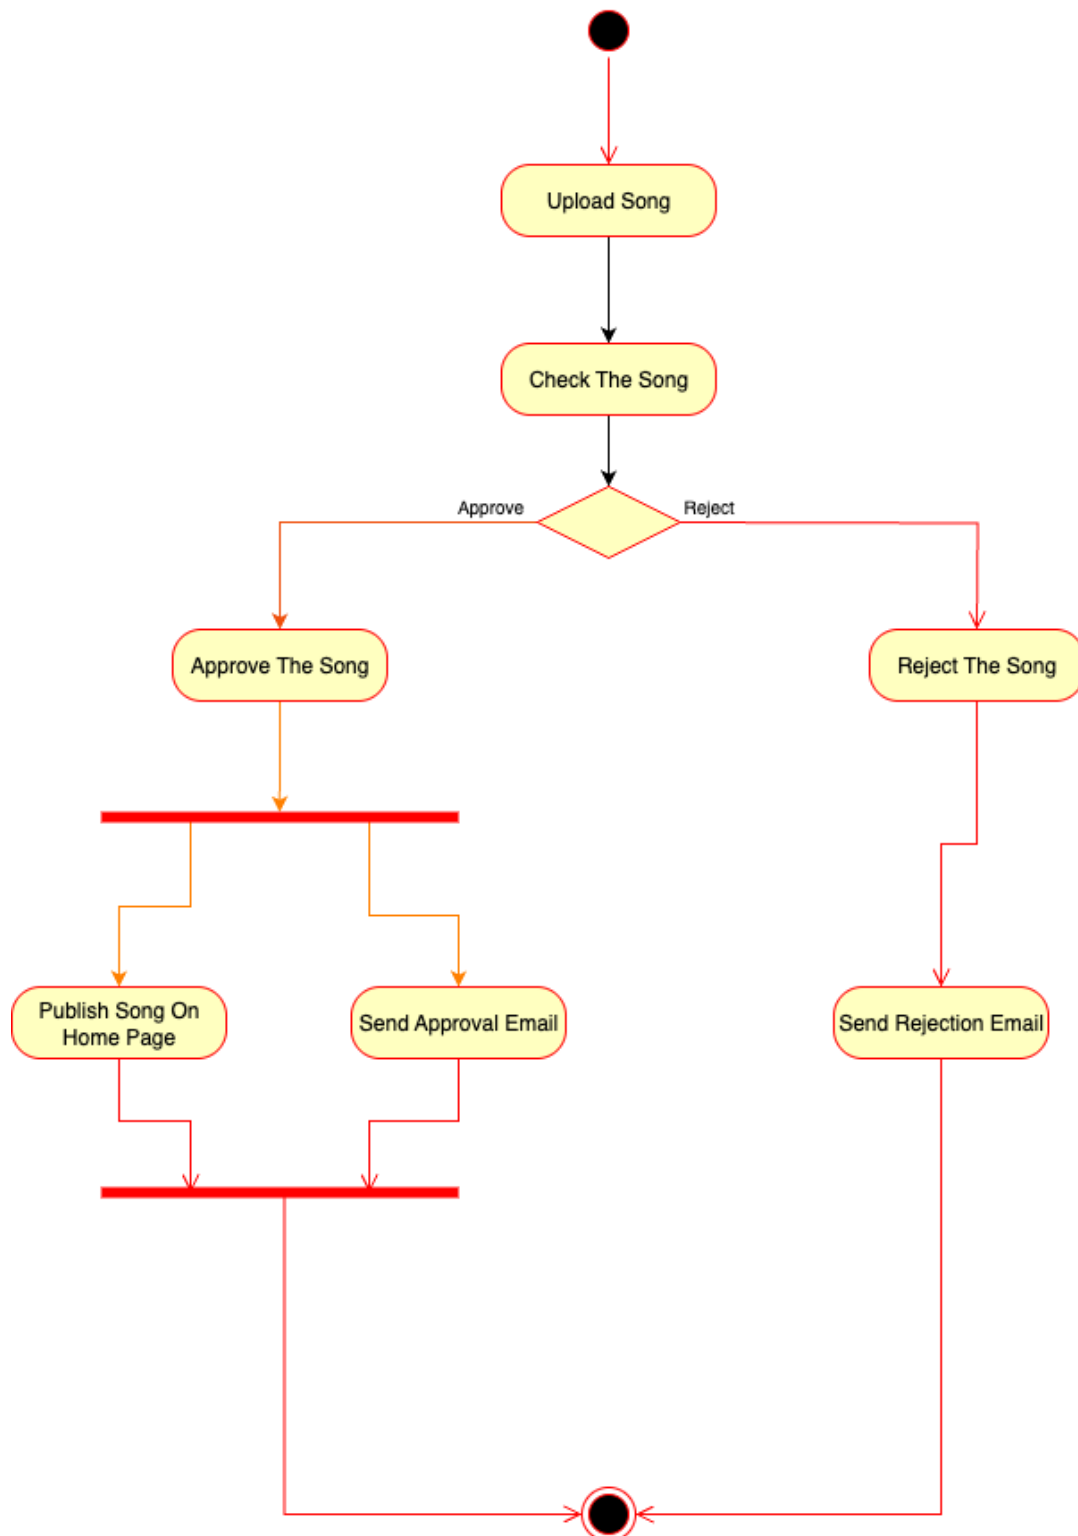 Upload Song
Check The Song
Approve
Reject
Approve The Song
Reject The Song
Publish Song On
Home Page
Send Approval Email
Send Rejection Email